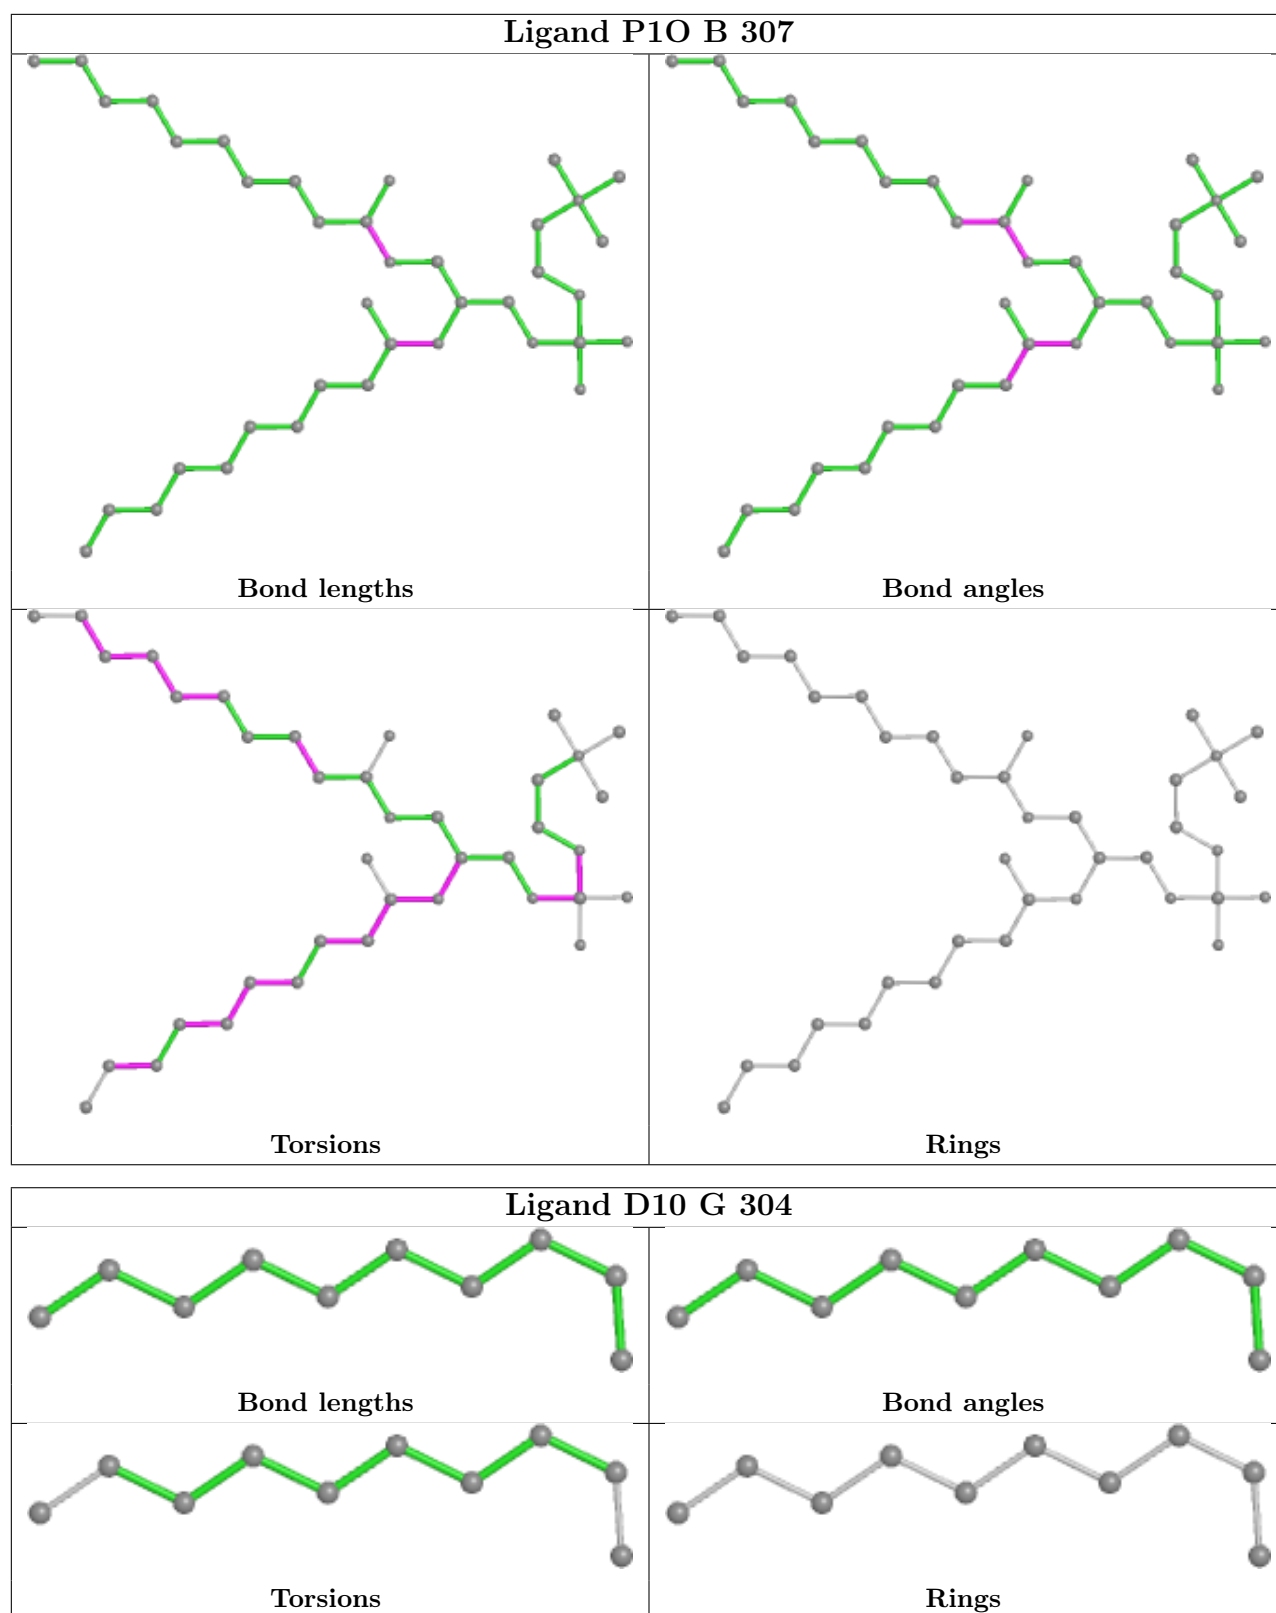 Ligand P1O B 307
Bond lengths
Bond angles
Torsions
Rings
Ligand D10 G 304
Bond lengths
Bond angles
Torsions
Rings